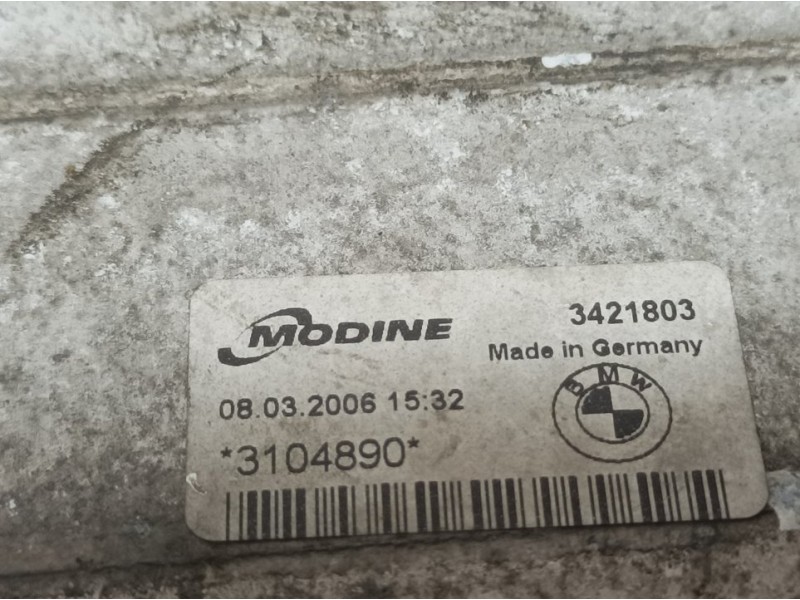 MODINE
3421803
Made in Germany
BMW
08.03.2006 15:32
*3104890*